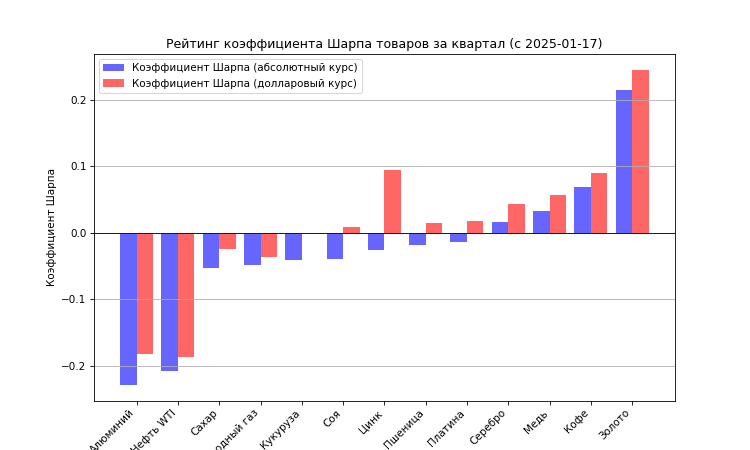 Рейтинг коэффициента Шарпа товаров за квартал (с 2025-01-17)
Коэффициент Шарпа (абсолютный курс)
Коэффициент Шарпа (долларовый курс)
Коэффициент Шарпа
0.2
0.1
0.0
−0.1
−0.2
Алюминий
Нефть WTI
Сахар
одный газ
Кукуруза
Соя
Цинк
Пшеница
Платина
Серебро
Медь
Кофе
Золото